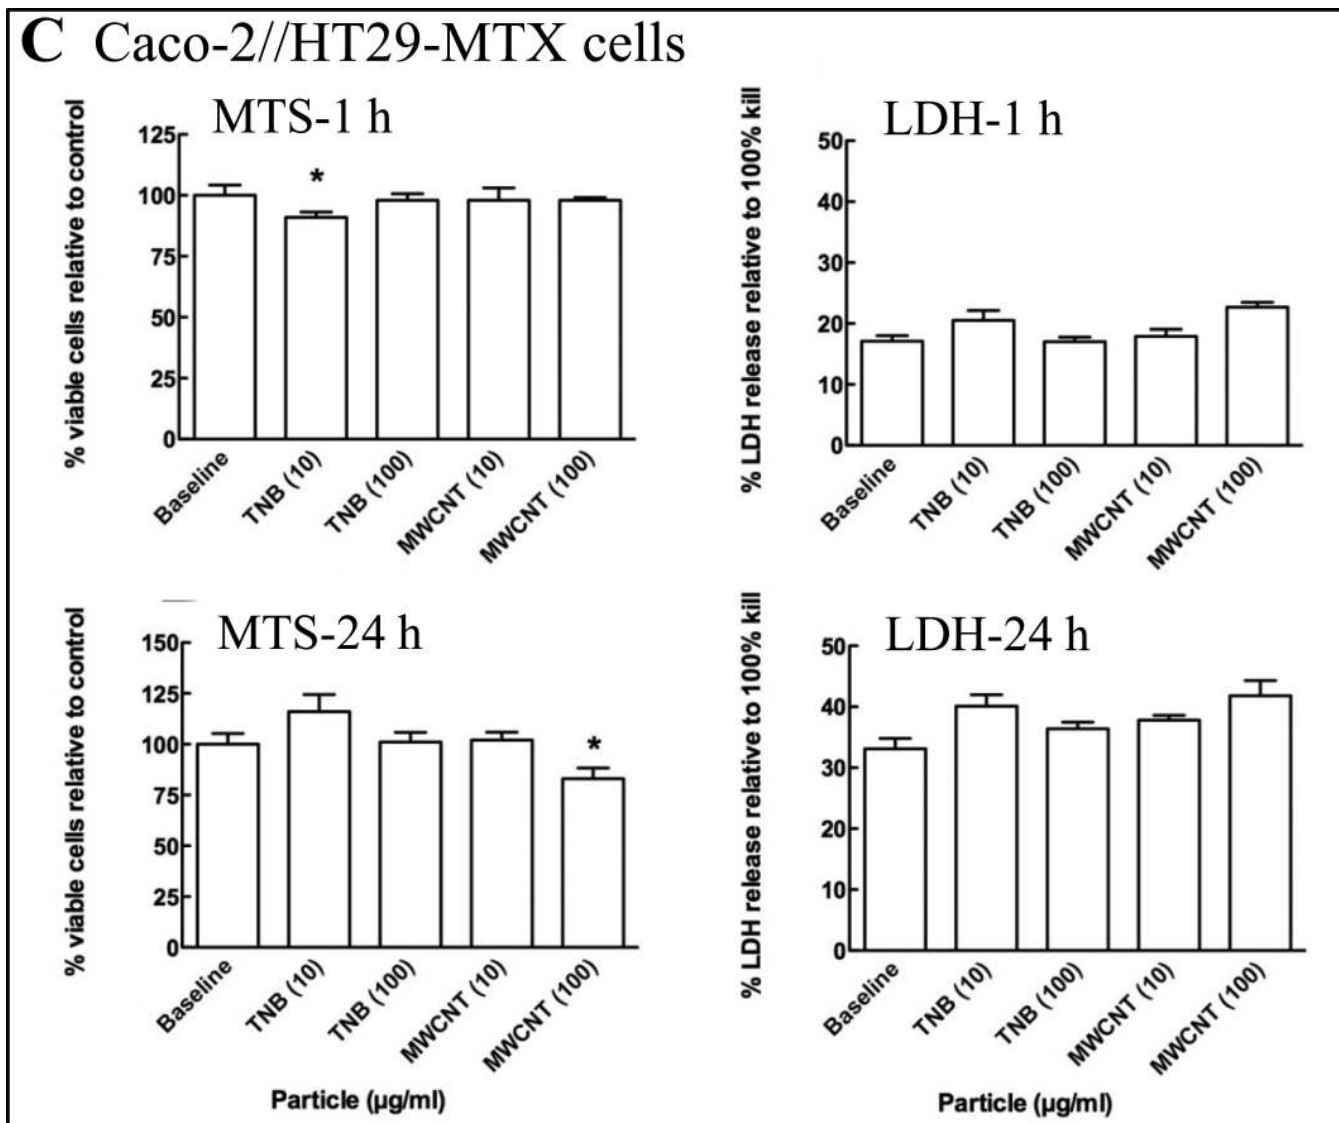 C Caco-2//HT29-MTX cells
MTS-1 h
% viable cells relative to control
125
100
75
50
25
0
*
Baseline
TNB (10)
TNB (100)
MWCNT (10)
MWCNT (100)
LDH-1 h
% LDH release relative to 100% kill
50
40
30
20
10
0
Baseline
TNB (10)
TNB (100)
MWCNT (10)
MWCNT (100)
MTS-24 h
% viable cells relative to control
150
125
100
75
50
25
0
*
Baseline
TNB (10)
TNB (100)
MWCNT (10)
MWCNT (100)
Particle (µg/ml)
LDH-24 h
% LDH release relative to 100% kill
50
40
30
20
10
0
Baseline
TNB (10)
TNB (100)
MWCNT (10)
MWCNT (100)
Particle (µg/ml)